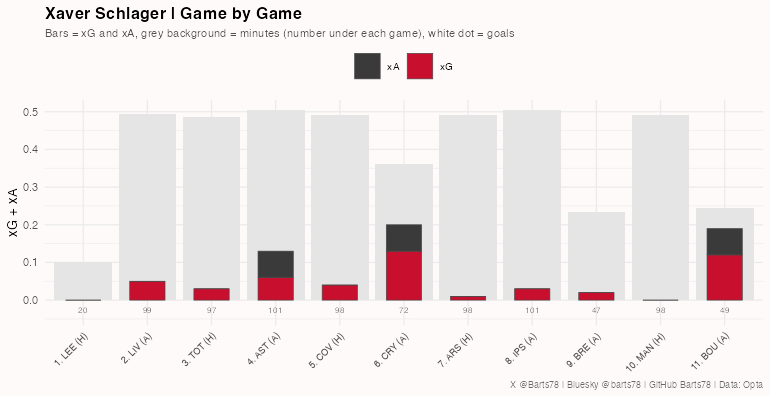 Xaver Schlager | Game by Game
Bars = xG and xA, grey background = minutes (number under each game), white dot = goals
xA xG
xG + xA
0.5
0.4
0.3
0.2
0.1
0.0
20 99 97 101 98 72 98 101 47 98 49
1. LEE (H)
2. LIV (A)
3. TOT (H)
4. AST (A)
5. COV (H)
6. CRY (A)
7. ARS (H)
8. IPS (A)
9. BRE (A)
10. MAN (H)
11. BOU (A)
X @Barts78 | Bluesky @barts78 | GitHub Barts78 | Data: Opta